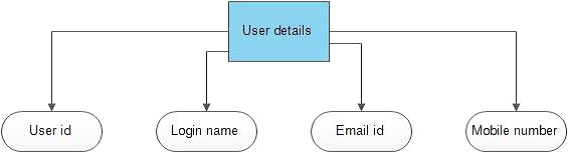 User details
User id
Login name
Email id
Mobile number